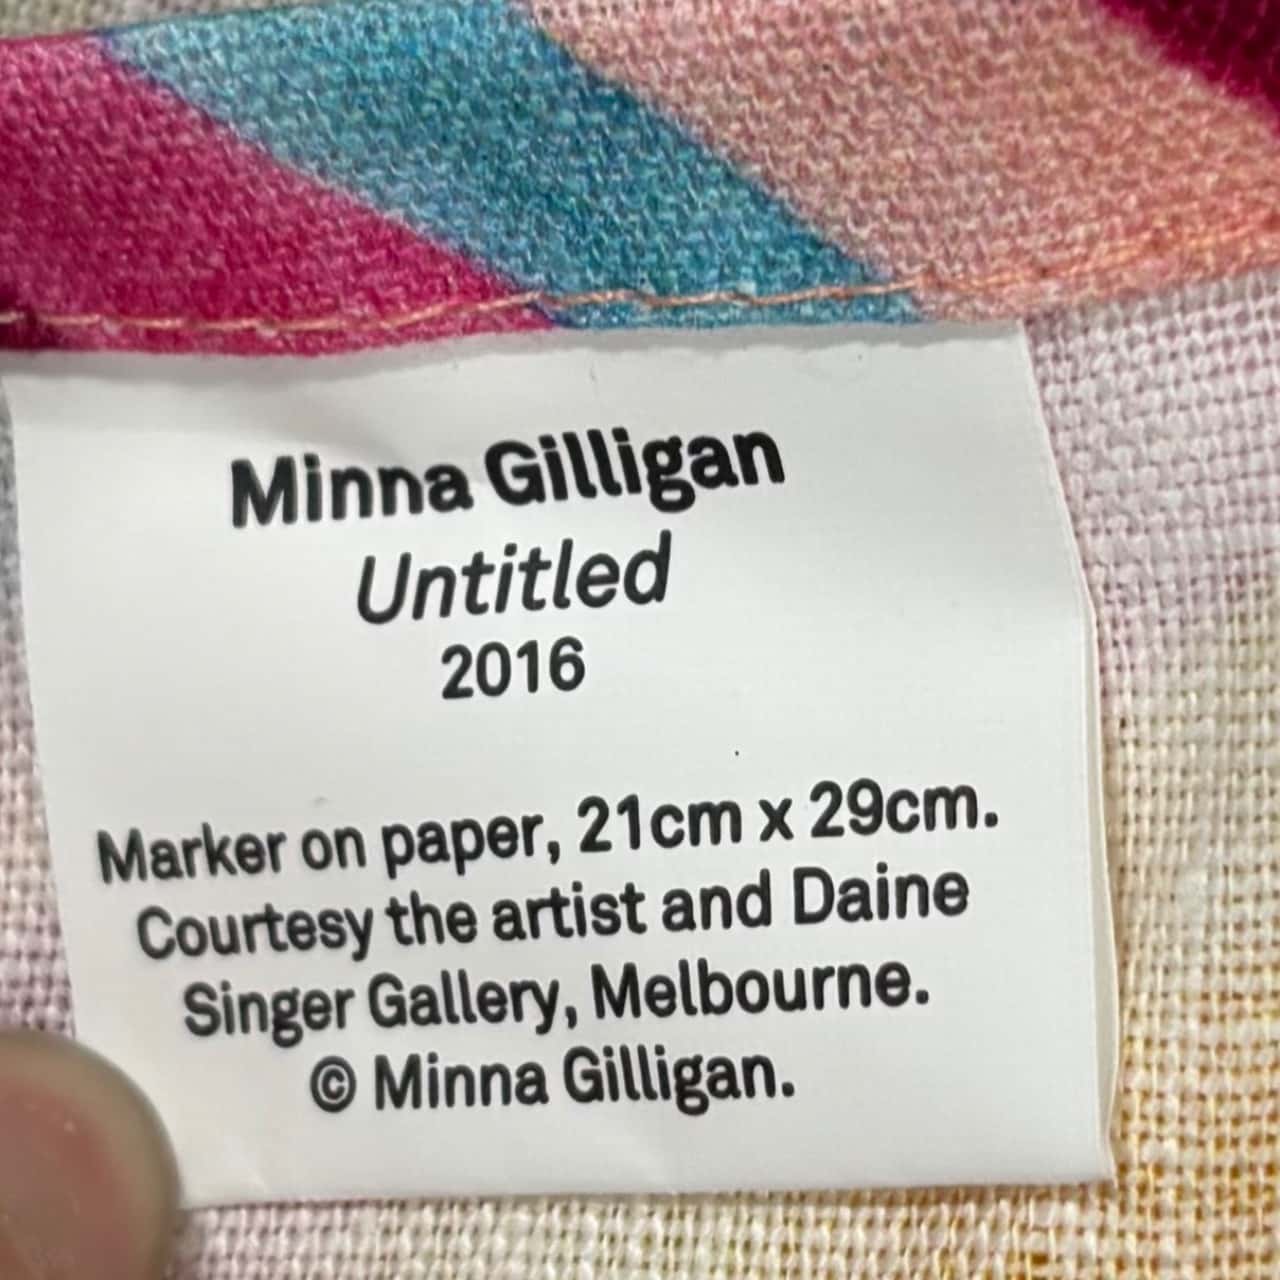 Minna Gilligan
Untitled
2016
Marker on paper, 21cm x 29cm.
Courtesy the artist and Daine
Singer Gallery, Melbourne.
© Minna Gilligan.